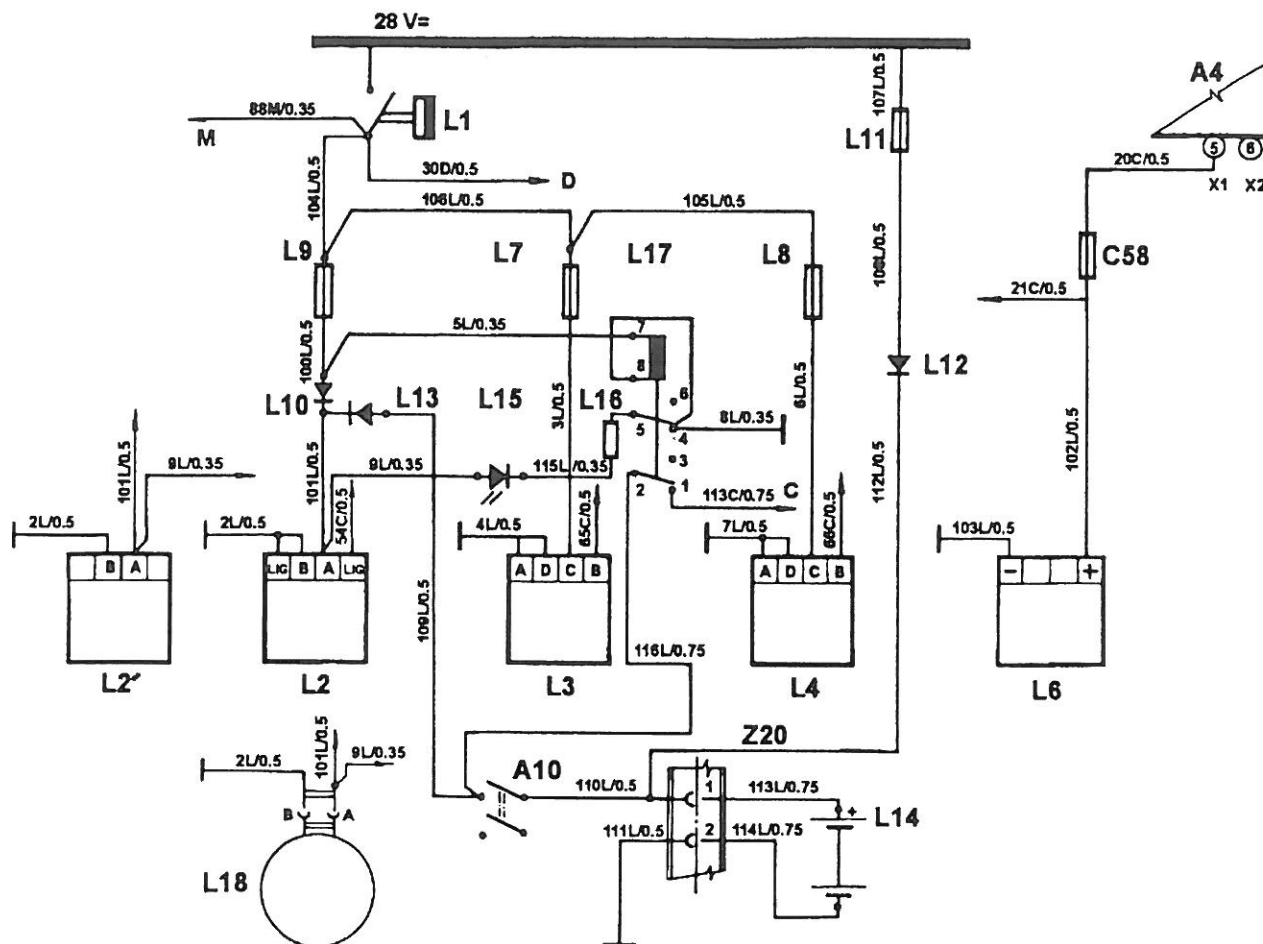 28 V=
A4
88M/0.35
L1
107L/0.5
M
L11
5 6
20C/0.5
X1 X2
30D/0.5
D
104L/0.5
106L/0.5
105L/0.5
L9
L7
L17
L8
108L/0.5
C58
21C/0.5
5L/0.35
7
8
L12
100L/0.5
6
L10
L13
L15
L16
3L/0.5
5
4
8L/0.35
6L/0.5
3
101L/0.5
9L/0.35
101L/0.5
9L/0.35
115L/0.35
2
1
113C/0.75
C
112L/0.5
102L/0.5
2L/0.5
2L/0.5
54C/0.5
4L/0.5
65C/0.5
7L/0.5
66C/0.5
103L/0.5
B A
LIG B A LIG
A D C B
A D C B
– +
109L/0.5
116L/0.75
L2'
L2
L3
L4
L6
101L/0.5
9L/0.35
2L/0.5
Z20
A10
110L/0.5
1
113L/0.75
B A
111L/0.5
2
114L/0.75
+
L14
L18